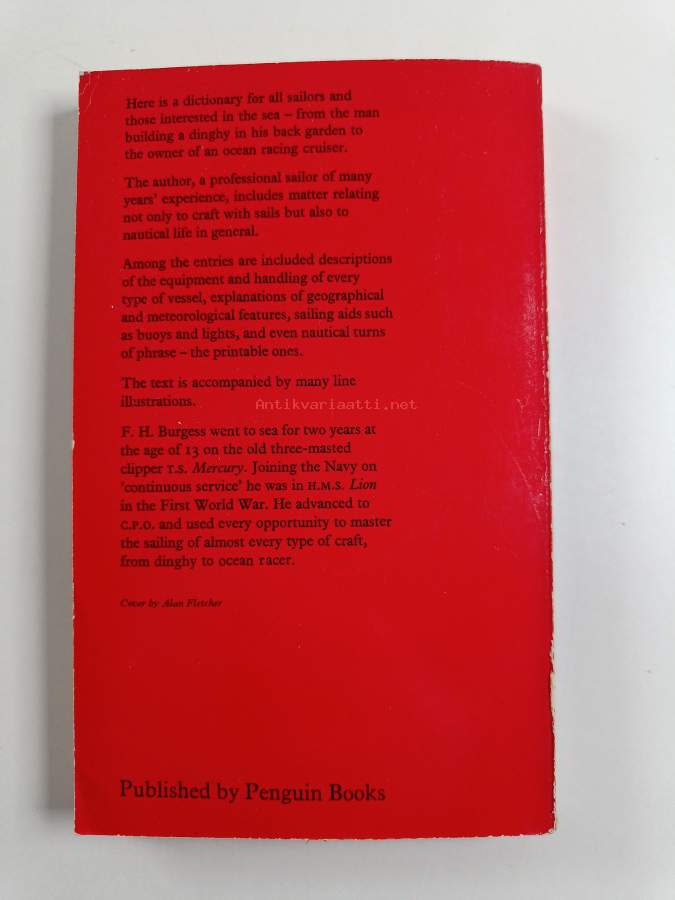 Here is a dictionary for all sailors and
those interested in the sea – from the man
building a dinghy in his back garden to
the owner of an ocean racing cruiser.
The author, a professional sailor of many
years' experience, includes matter relating
not only to craft with sails but also to
nautical life in general.
Among the entries are included descriptions
of the equipment and handling of every
type of vessel, explanations of geographical
and meteorological features, sailing aids such
as buoys and lights, and even nautical turns
of phrase – the printable ones.
The text is accompanied by many line
illustrations.
Antikvariaatti.net
F. H. Burgess went to sea for two years at
the age of 13 on the old three-masted
clipper T.S. Mercury. Joining the Navy on
'continuous service' he was in H.M.S. Lion
in the First World War. He advanced to
C.P.O. and used every opportunity to master
the sailing of almost every type of craft,
from dinghy to ocean racer.
Cover by Alan Fletcher
Published by Penguin Books